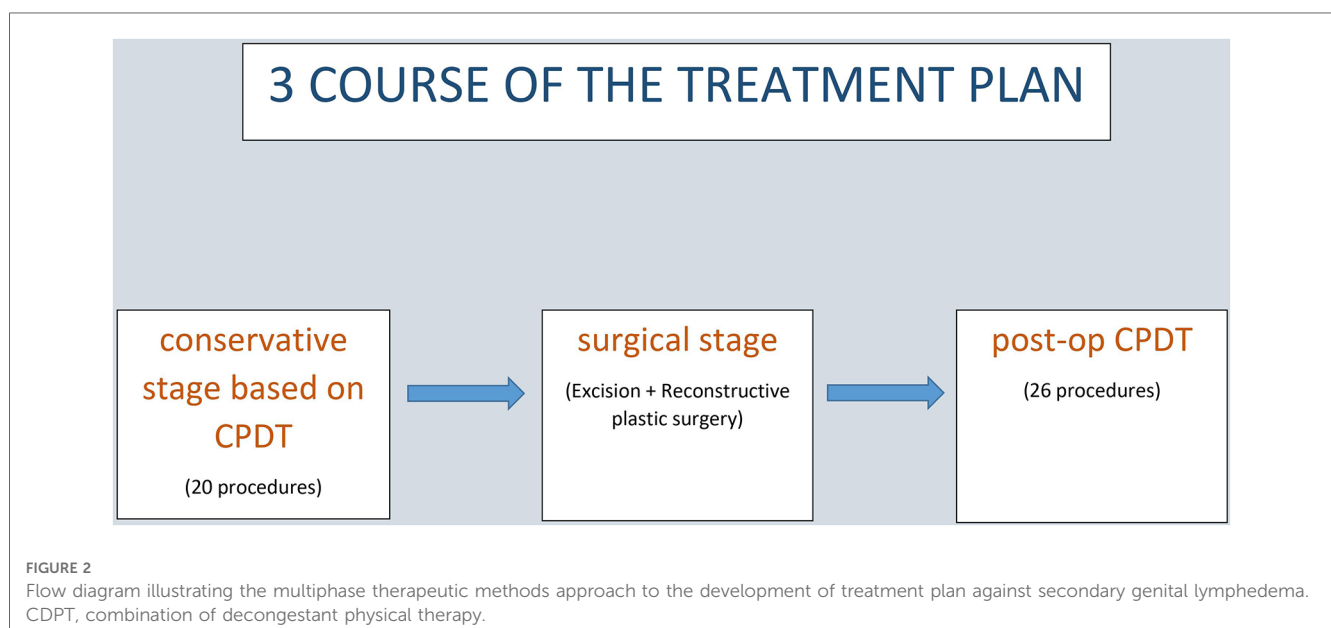 3 COURSE OF THE TREATMENT PLAN
conservative
stage based on
CPDT
(20 procedures)
surgical stage
(Excision + Reconstructive
plastic surgery)
post-op CPDT
(26 procedures)
FIGURE 2
Flow diagram illustrating the multiphase therapeutic methods approach to the development of treatment plan against secondary genital lymphedema.
CDPT, combination of decongestant physical therapy.